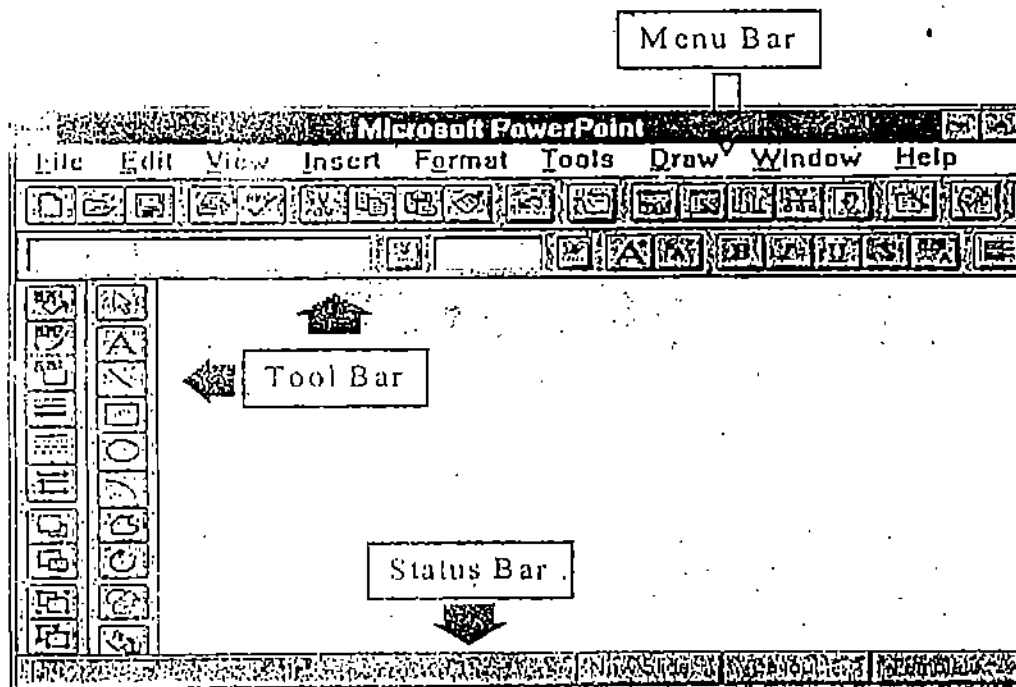 Menu Bar
Microsoft PowerPoint
File Edit View Insert Format Tools Draw Window Help
A A
A
Tool Bar
Status Bar